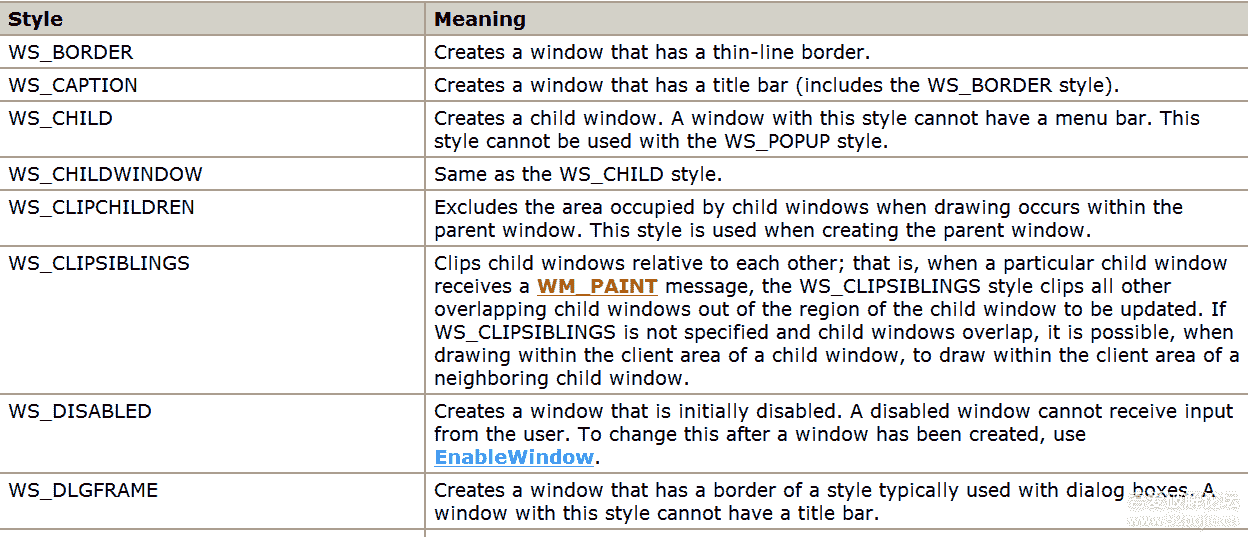 Style Meaning
WS_BORDER Creates a window that has a thin-line border.
WS_CAPTION Creates a window that has a title bar (includes the WS_BORDER style).
WS_CHILD Creates a child window. A window with this style cannot have a menu bar. This
style cannot be used with the WS_POPUP style.
WS_CHILDWINDOW Same as the WS_CHILD style.
WS_CLIPCHILDREN Excludes the area occupied by child windows when drawing occurs within the
parent window. This style is used when creating the parent window.
WS_CLIPSIBLINGS Clips child windows relative to each other; that is, when a particular child window
receives a WM_PAINT message, the WS_CLIPSIBLINGS style clips all other
overlapping child windows out of the region of the child window to be updated. If
WS_CLIPSIBLINGS is not specified and child windows overlap, it is possible, when
drawing within the client area of a child window, to draw within the client area of a
neighboring child window.
WS_DISABLED Creates a window that is initially disabled. A disabled window cannot receive input
from the user. To change this after a window has been created, use
EnableWindow.
WS_DLGFRAME Creates a window that has a border of a style typically used with dialog boxes. A
window with this style cannot have a title bar.
吾爱破解论坛
www.52pojie.cn